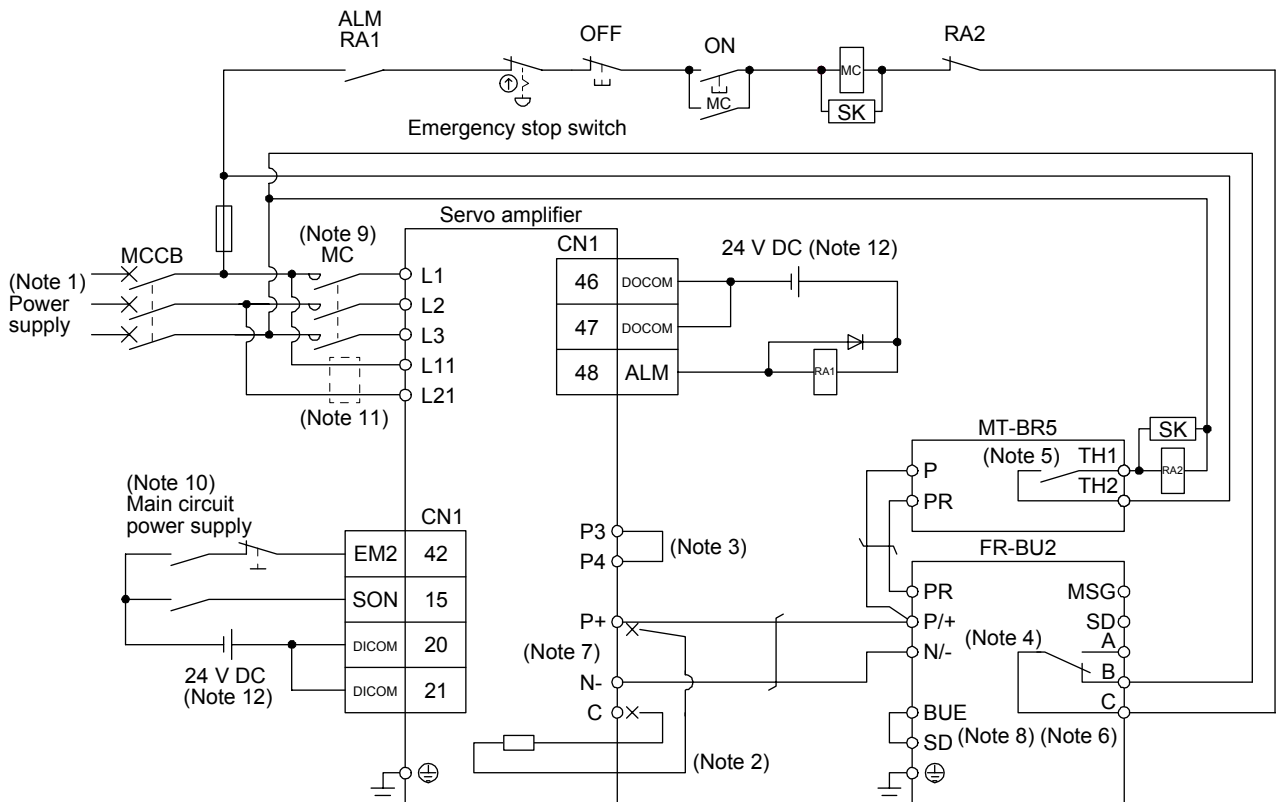 ALM
RA1
OFF
ON
RA2
MC
MC
SK
Emergency stop switch
Servo amplifier
MCCB
(Note 9)
MC
(Note 1)
Power
supply
L1
L2
L3
L11
L21
(Note 11)
CN1
46 DOCOM
47 DOCOM
48 ALM
24 V DC (Note 12)
RA1
MT-BR5
(Note 5)
P
PR
TH1
TH2
SK
RA2
(Note 10)
Main circuit
power supply
CN1
EM2 42
SON 15
DICOM 20
DICOM 21
24 V DC
(Note 12)
P3
P4
(Note 3)
P+
(Note 7)
N-
C
(Note 2)
FR-BU2
PR
P/+
N/-
BUE
SD
MSG
SD
A
B
C
(Note 4)
(Note 8) (Note 6)